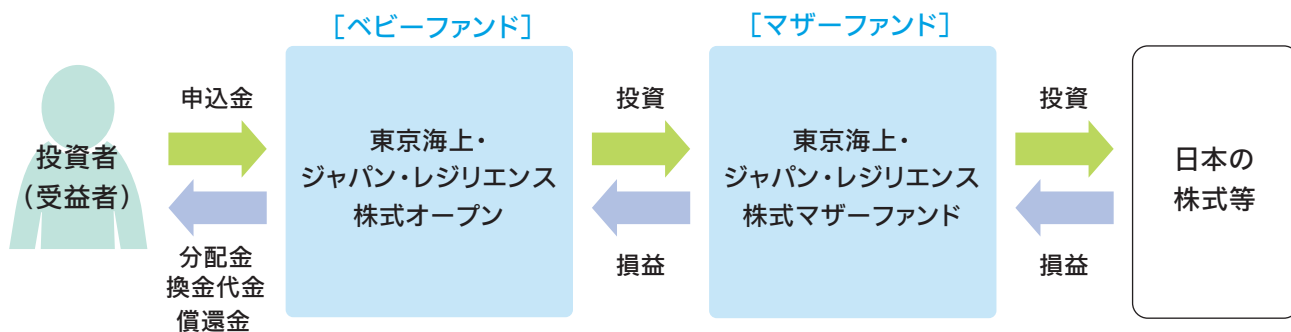 [ベビーファンド]
[マザーファンド]
投資者
(受益者)
申込金
分配金
換金代金
償還金
東京海上・
ジャパン・レジリエンス
株式オープン
投資
損益
東京海上・
ジャパン・レジリエンス
株式マザーファンド
投資
損益
日本の
株式等